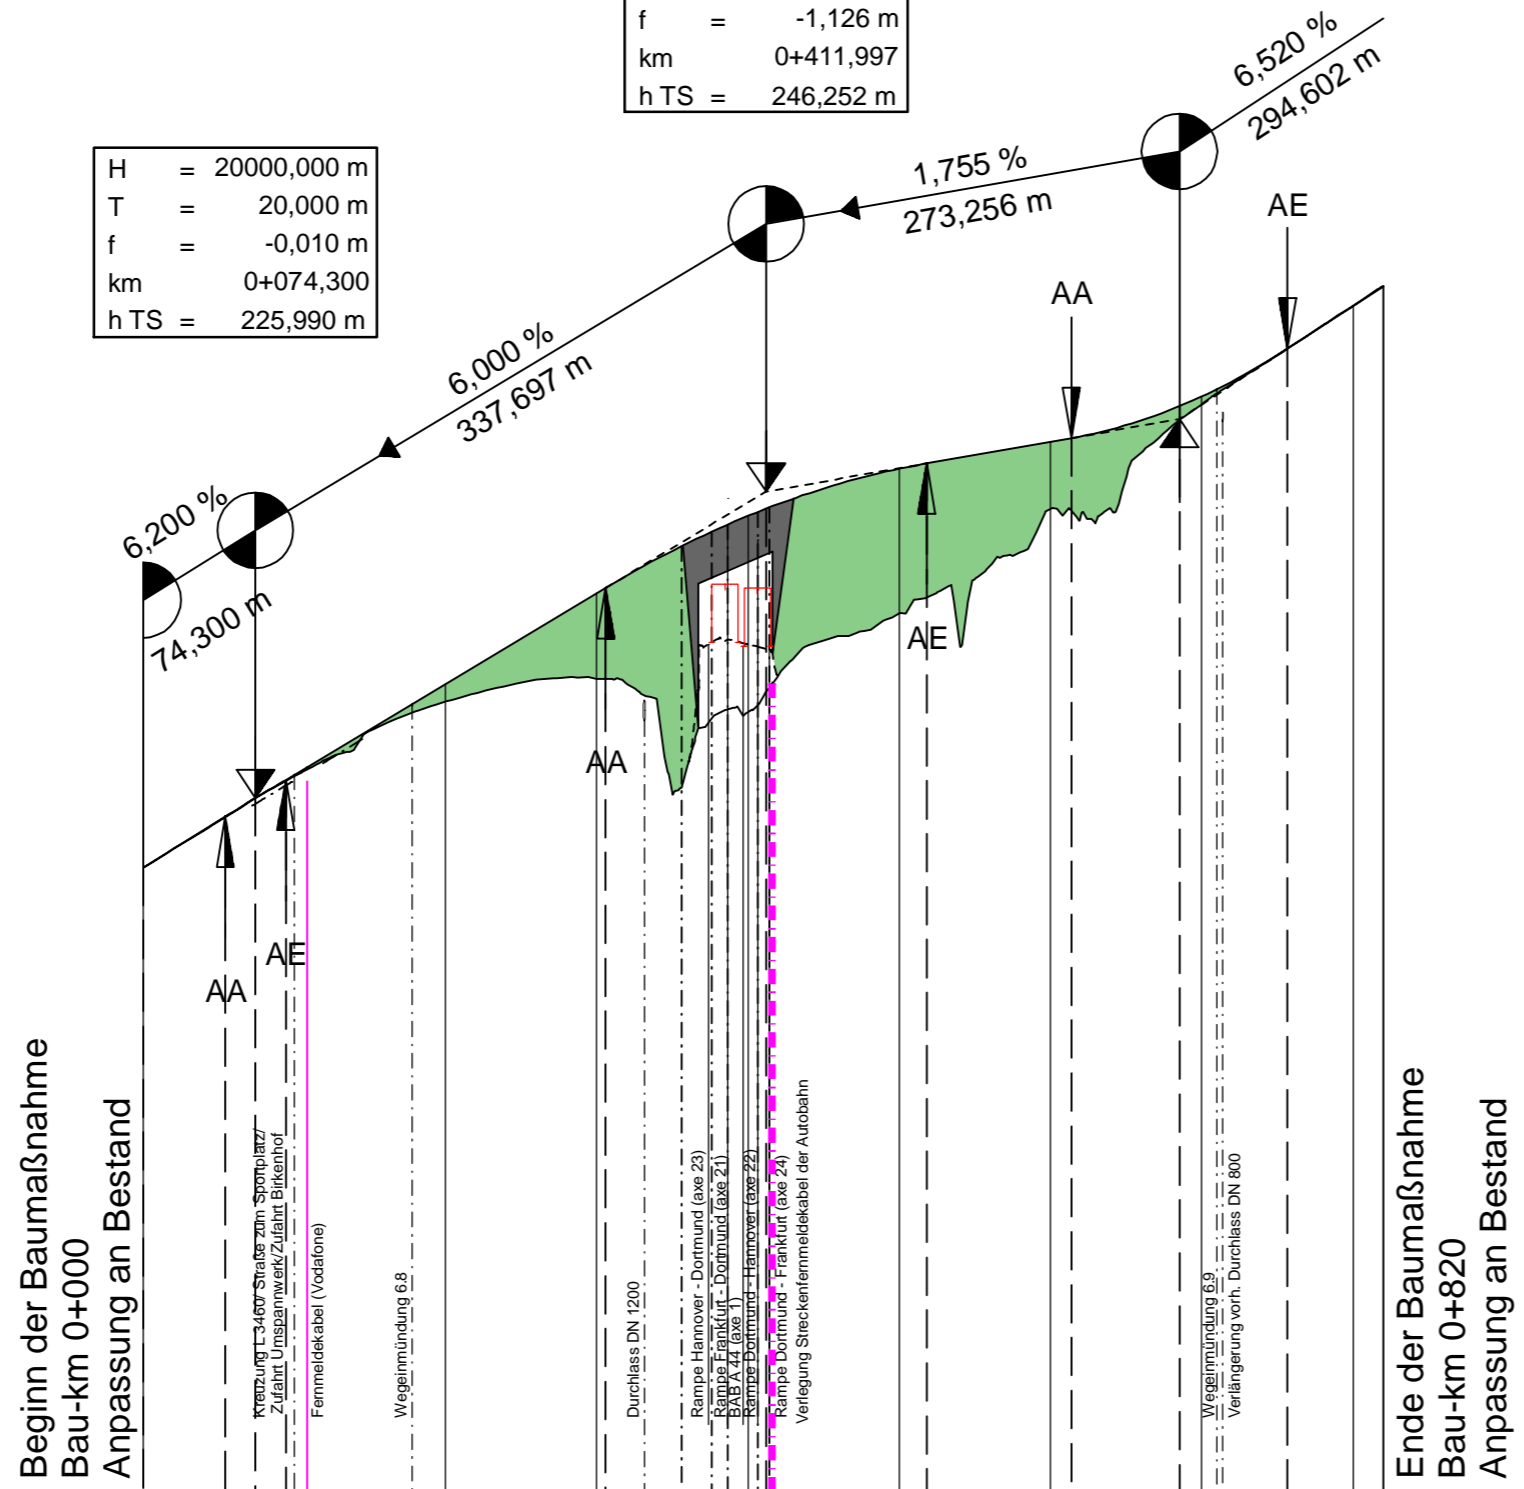 f = -1,126 m
km 0+411,997
h TS = 246,252 m
H = 20000,000 m
T = 20,000 m
f = -0,010 m
km 0+074,300
h TS = 225,990 m
6,200 %
74,300 m
6,000 %
337,697 m
1,755 %
273,256 m
6,520 %
294,602 m
AA
AE
AA
AE
AA
AE
Beginn der Baumaßnahme
Bau-km 0+000
Anpassung an Bestand
Kreuzung L 3460/ Straße zum Sportplatz/
Zufahrt Umspannwerk/Zufahrt Birkenhof
Fernmeldekabel (Vodafone)
Wegeinmündung 6.8
Durchlass DN 1200
Rampe Hannover - Dortmund (axe 23)
Rampe Frankfurt - Dortmund (axe 21)
BAB A 44 (axe 1)
Rampe Dortmund - Hannover (axe 22)
Rampe Dortmund - Frankfurt (axe 24)
Verlegung Streckenfernmeldekabel der Autobahn
Wegeinmündung 6.9
Verlängerung vorh. Durchlass DN 800
Ende der Baumaßnahme
Bau-km 0+820
Anpassung an Bestand